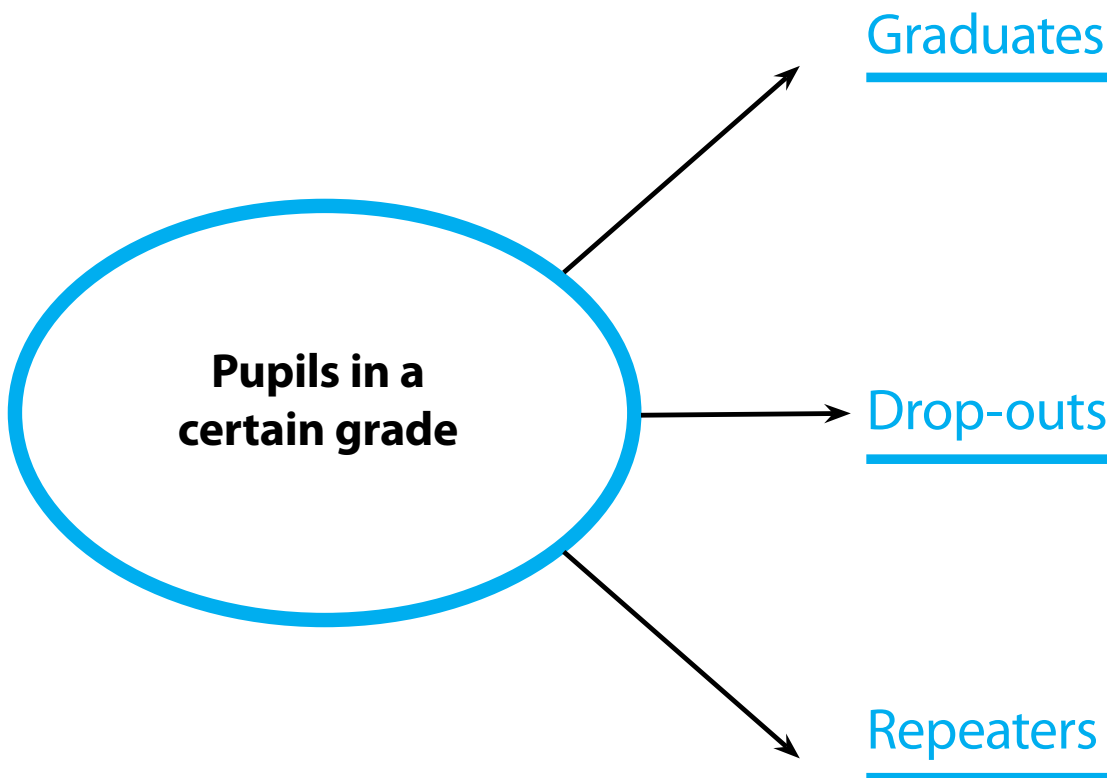 Graduates
Pupils in a
certain grade
Drop-outs
Repeaters